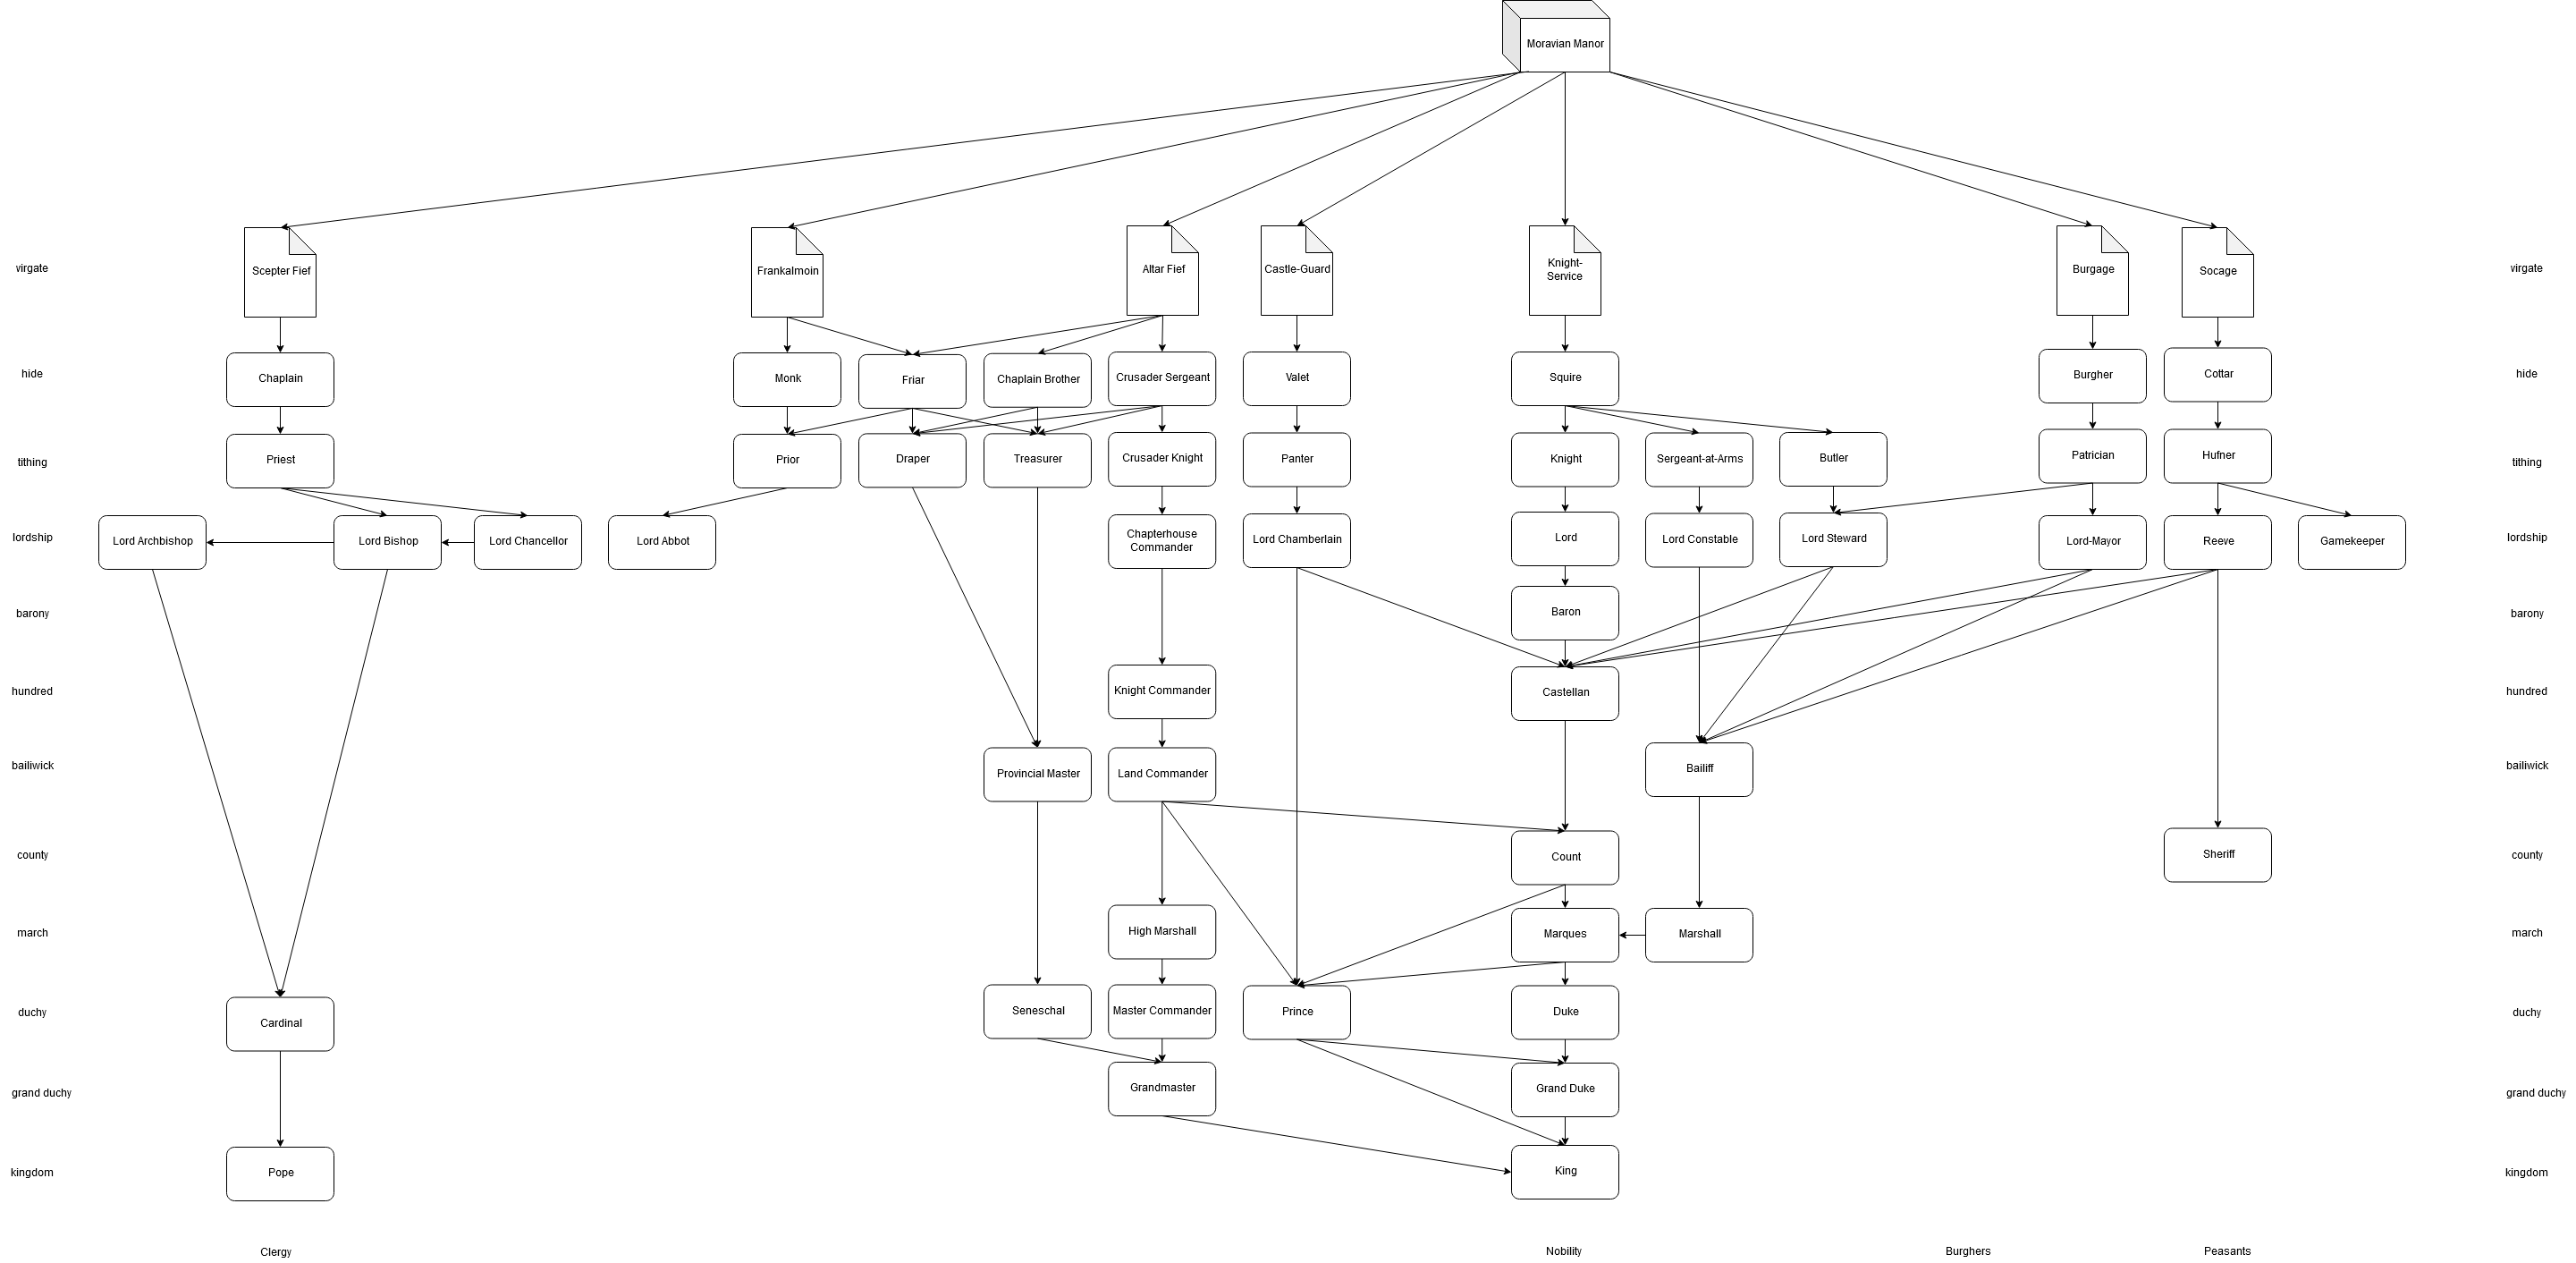 Moravian Manor
virgate
Scepter Fief
Frankalmoin
Altar Fief
Castle-Guard
Knight-
Service
Burgage
Socage
virgate
hide
Chaplain
Monk
Friar
Chaplain Brother
Crusader Sergeant
Valet
Squire
Burgher
Cottar
hide
tithing
Priest
Prior
Draper
Treasurer
Crusader Knight
Panter
Knight
Sergeant-at-Arms
Butler
Patrician
Hufner
tithing
lordship
Lord Archbishop
Lord Bishop
Lord Chancellor
Lord Abbot
Chapterhouse
Commander
Lord Chamberlain
Lord
Lord Constable
Lord Steward
Lord-Mayor
Reeve
Gamekeeper
lordship
barony
Baron
barony
hundred
Knight Commander
Castellan
hundred
bailiwick
Provincial Master
Land Commander
Bailiff
bailiwick
county
Count
Sheriff
county
march
High Marshall
Marques
Marshall
march
duchy
Cardinal
Seneschal
Master Commander
Prince
Duke
duchy
grand duchy
Grandmaster
Grand Duke
grand duchy
kingdom
Pope
King
kingdom
Clergy
Nobility
Burghers
Peasants